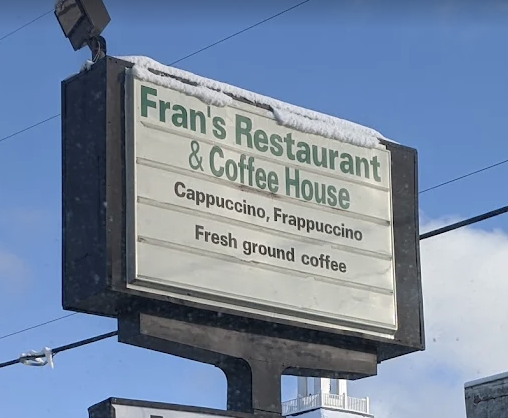 Fran's Restaurant
& Coffee House
Cappuccino, Frappuccino
Fresh ground coffee